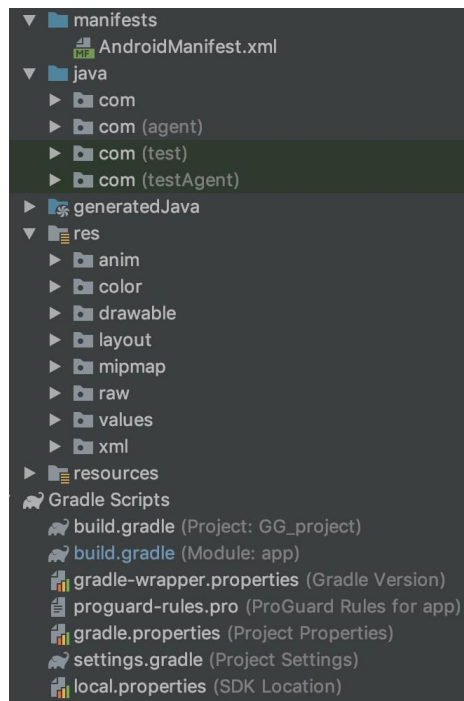 manifests
MF AndroidManifest.xml
java
com
com (agent)
com (test)
com (testAgent)
generatedJava
res
anim
color
drawable
layout
mipmap
raw
values
xml
resources
Gradle Scripts
build.gradle (Project: GG_project)
build.gradle (Module: app)
gradle-wrapper.properties (Gradle Version)
proguard-rules.pro (ProGuard Rules for app)
gradle.properties (Project Properties)
settings.gradle (Project Settings)
local.properties (SDK Location)